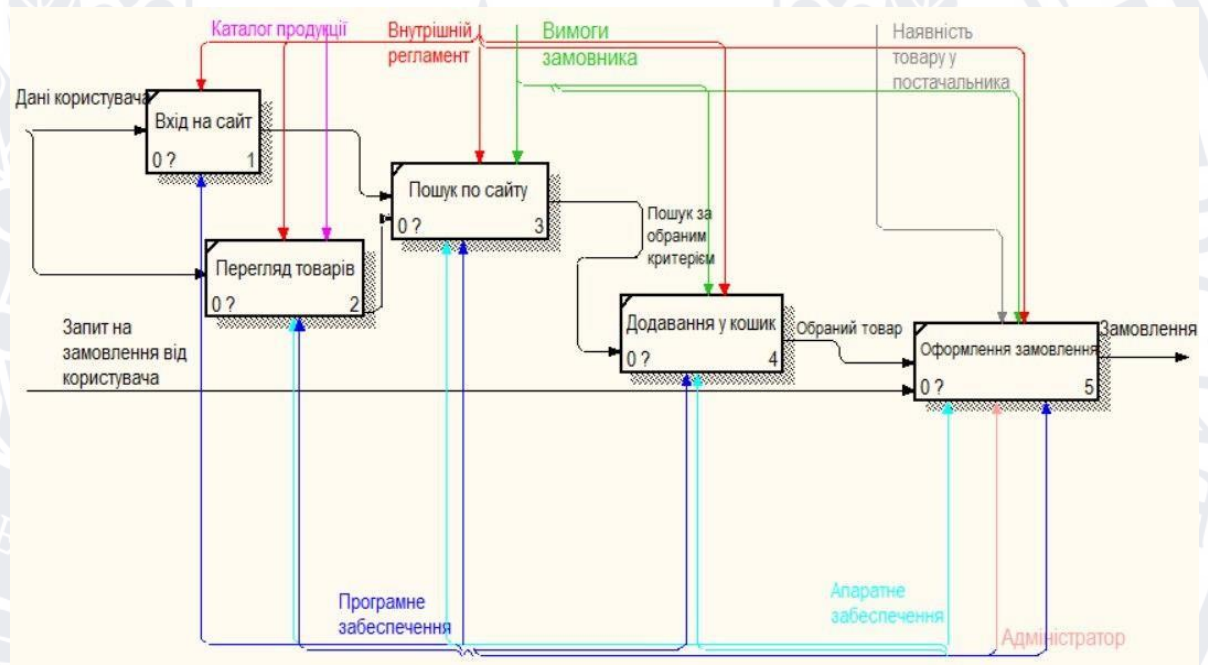 Каталог продукції
Внутрішній
регламент
Вимоги
замовника
Наявність
товару у
постачальника
Дані користувача
Вхід на сайт
0 ? 1
Пошук по сайту
0 ? 3
Пошук за
обраним
критерієм
Перегляд товарів
0 ? 2
Запит на
замовлення від
користувача
Додавання у кошик
0 ? 4
Обраний товар
Оформлення замовлення
0 ? 5
Замовлення
Програмне
забеспечення
Апаратне
забеспечення
Адміністратор